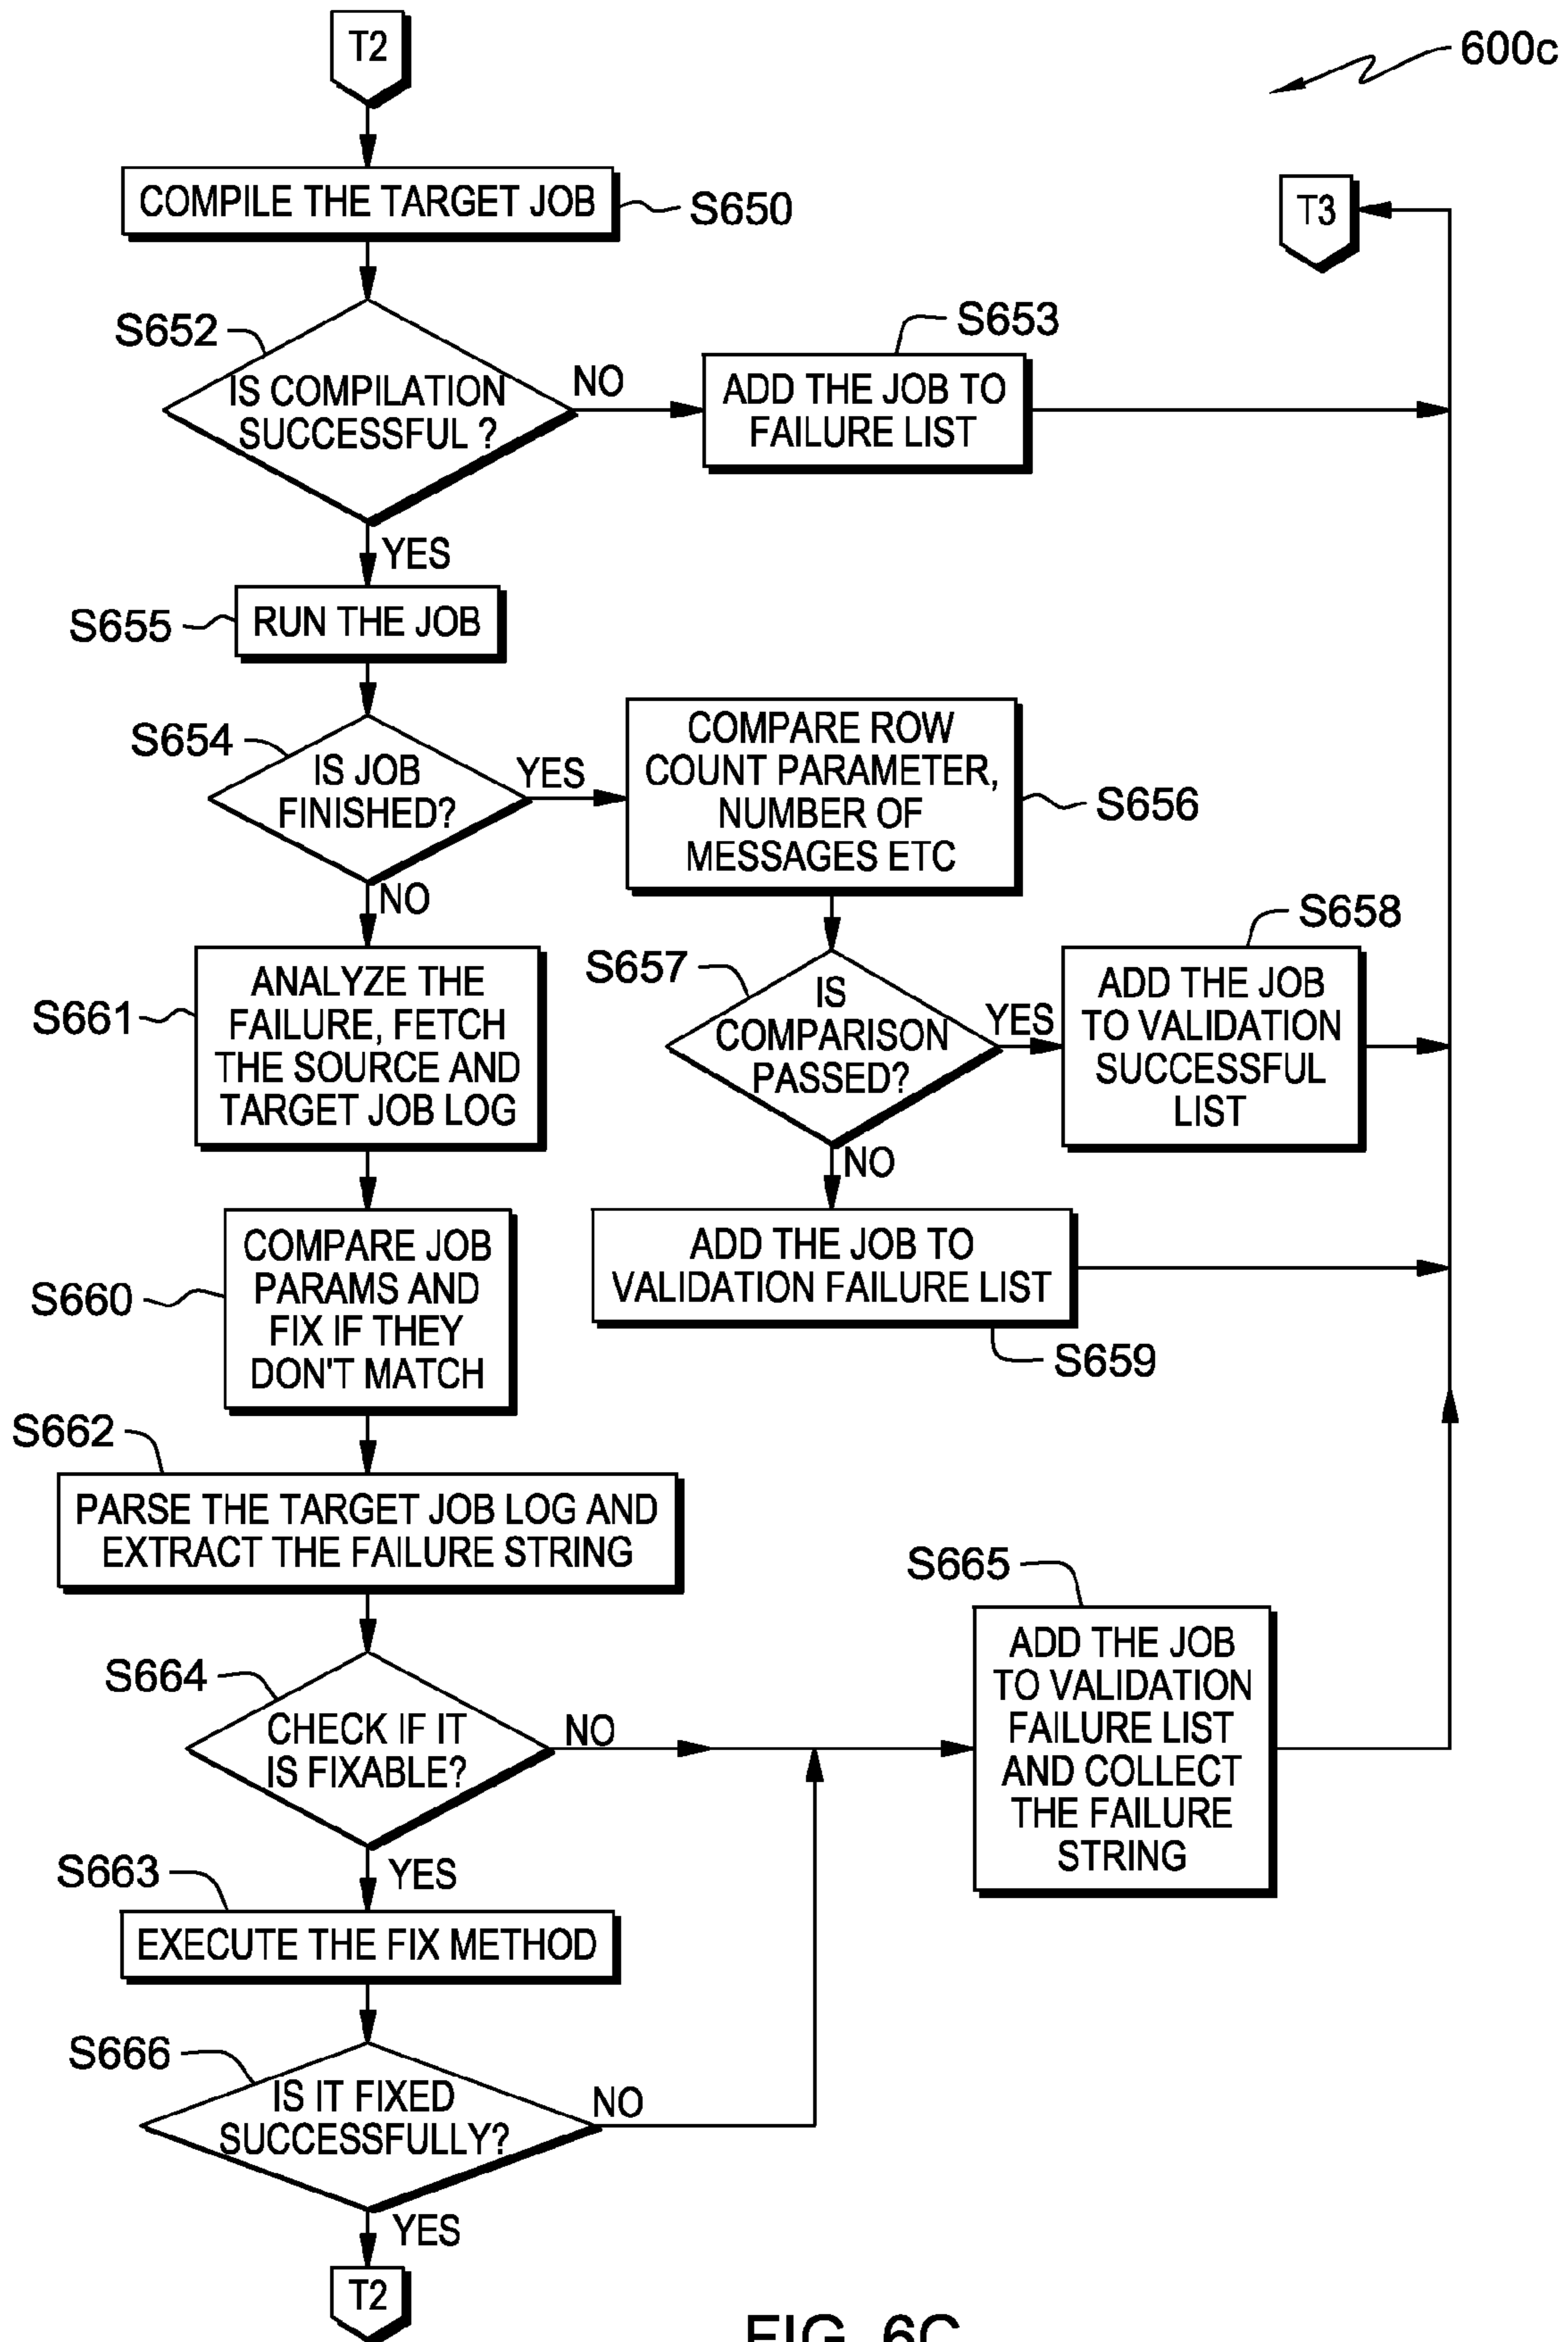 T2
600c
COMPILE THE TARGET JOB
S650
T3
S652
IS COMPILATION
SUCCESSFUL ?
NO
S653
ADD THE JOB TO
FAILURE LIST
YES
S655
RUN THE JOB
S654
IS JOB
FINISHED?
YES
COMPARE ROW
COUNT PARAMETER,
NUMBER OF
MESSAGES ETC
S656
NO
S657
IS
COMPARISON
PASSED?
YES
S658
ADD THE JOB
TO VALIDATION
SUCCESSFUL
LIST
S661
ANALYZE THE
FAILURE, FETCH
THE SOURCE AND
TARGET JOB LOG
NO
ADD THE JOB TO
VALIDATION FAILURE LIST
S659
S660
COMPARE JOB
PARAMS AND
FIX IF THEY
DON'T MATCH
S662
PARSE THE TARGET JOB LOG AND
EXTRACT THE FAILURE STRING
S664
CHECK IF IT
IS FIXABLE?
NO
S665
ADD THE JOB
TO VALIDATION
FAILURE LIST
AND COLLECT
THE FAILURE
STRING
YES
S663
EXECUTE THE FIX METHOD
S666
IS IT FIXED
SUCCESSFULLY?
NO
YES
T2
FIG. 6C